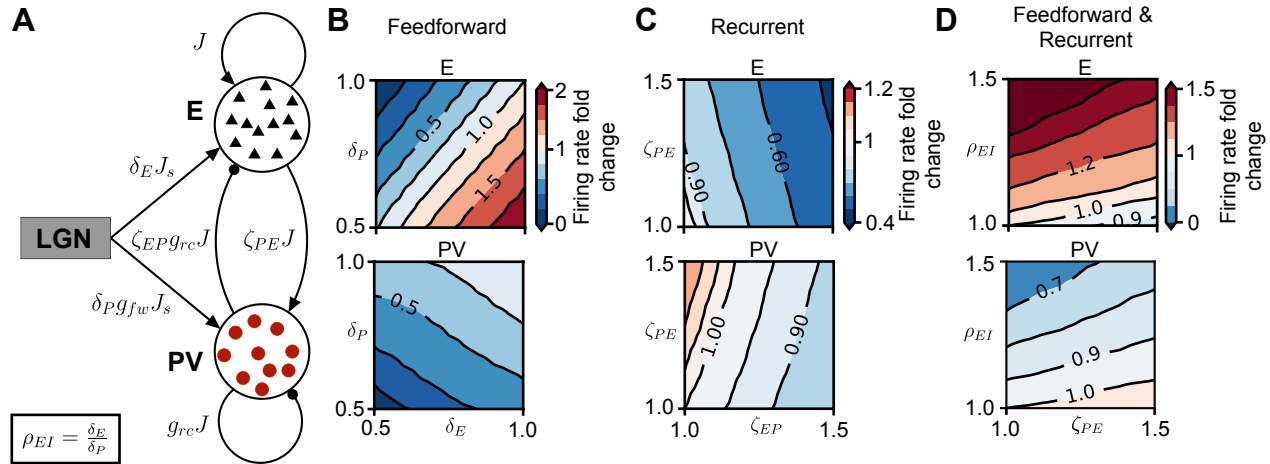 A
J
E
δ_E J_s
LGN
ζ_EP g_rc J
ζ_PE J
δ_P g_fw J_s
PV
g_rc J
ρ_EI = δ_E/δ_P
B
Feedforward
E
1.0
δ_P
0.5
0.5
1.0
1.5
2
1
0
Firing rate fold
change
PV
1.0
δ_P
0.5
0.5
0.5
δ_E
1.0
C
Recurrent
E
1.5
ζ_PE
1.0
0.90
0.60
1.2
1
0.4
Firing rate fold
change
PV
1.5
ζ_PE
1.0
1.00
0.90
1.0
ζ_EP
1.5
D
Feedforward &
Recurrent
E
1.5
ρ_EI
1.0
1.2
1.0
0.9
1.5
1
0
Firing rate fold
change
PV
1.5
ρ_EI
1.0
0.7
0.9
1.0
1.0
ζ_PE
1.5